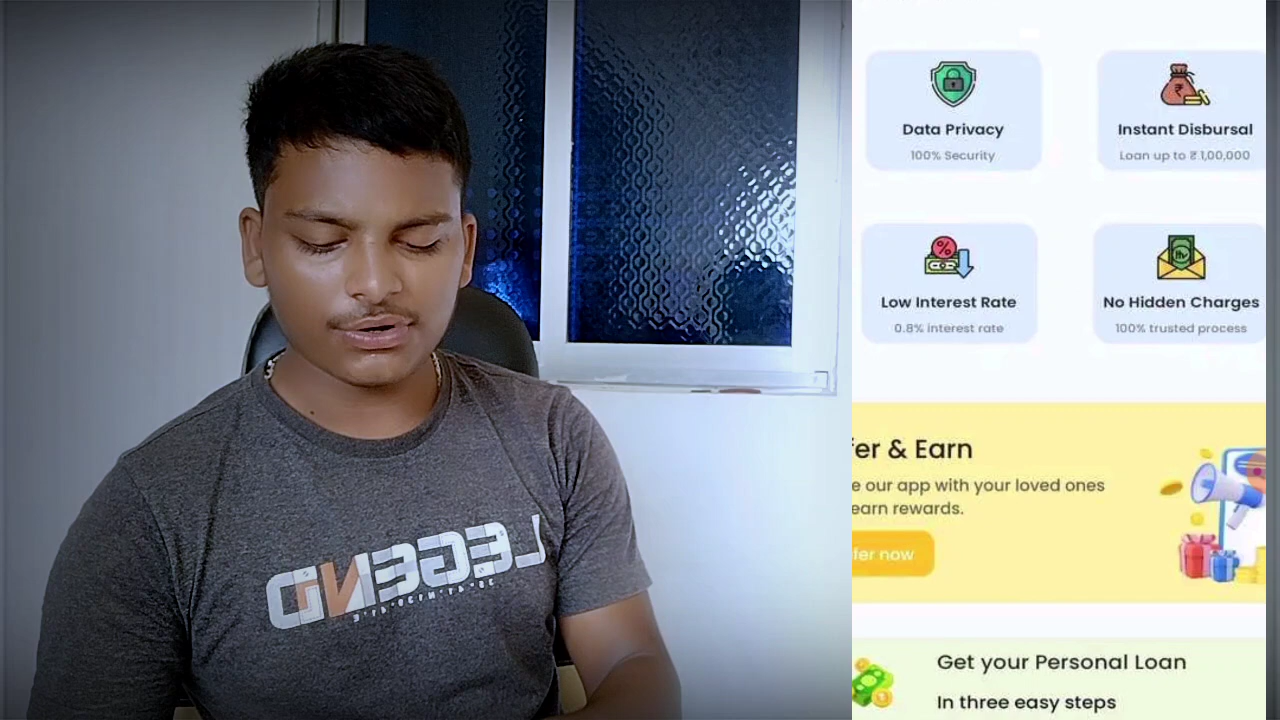 LEGEND
Data Privacy
100% Security
Instant Disbursal
Loan up to ₹ 1,00,000
Low Interest Rate
0.8% interest rate
No Hidden Charges
100% trusted process
fer & Earn
e our app with your loved ones
earn rewards.
fer now
Get your Personal Loan
In three easy steps